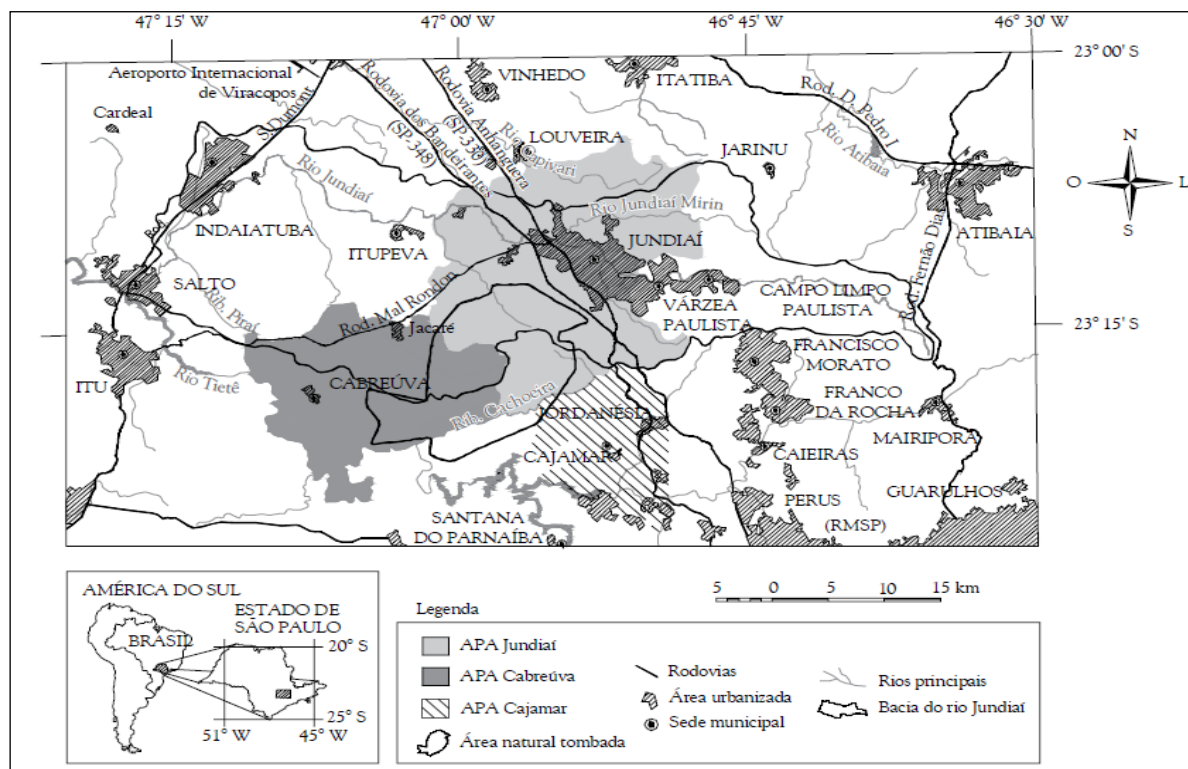 47° 15' W
47° 00' W
46° 45' W
46° 30' W
23° 00' S
Aeroporto Internacional
de Viracopos
Cardeal
S. Dumont
Rodovia dos Bandeirantes
(SP-348)
Rodovia Anhanguera
(SP-330)
VINHEDO
ITATIBA
Rod. D. Pedro I
Rio Atibaia
LOUVEIRA
Rio Capivari
JARINU
N
O
L
S
Rio Jundiaí
Rio Jundiaí Mirin
INDAIATUBA
ITUPEVA
JUNDIAÍ
ATIBAIA
SALTO
Rib. Piraí
Rod. Mal Rondon
Jacaré
VÁRZEA
PAULISTA
CAMPO LIMPO
PAULISTA
Rod. Fernão Dias
23° 15' S
FRANCISCO
MORATO
ITU
Rio Tietê
CABREÚVA
Rib. Cachoeira
JORDANÉSIA
FRANCO
DA ROCHA
MAIRIPORÃ
CAJAMAR
CAIEIRAS
PERUS
GUARULHOS
(RMSP)
SANTANA
DO PARNAÍBA
5 0 5 10 15 km
AMÉRICA DO SUL
BRASIL
ESTADO DE
SÃO PAULO
20° S
25° S
51° W
45° W
Legenda
APA Jundiaí
APA Cabreúva
APA Cajamar
Área natural tombada
Rodovias
Área urbanizada
Sede municipal
Rios principais
Bacia do rio Jundiaí